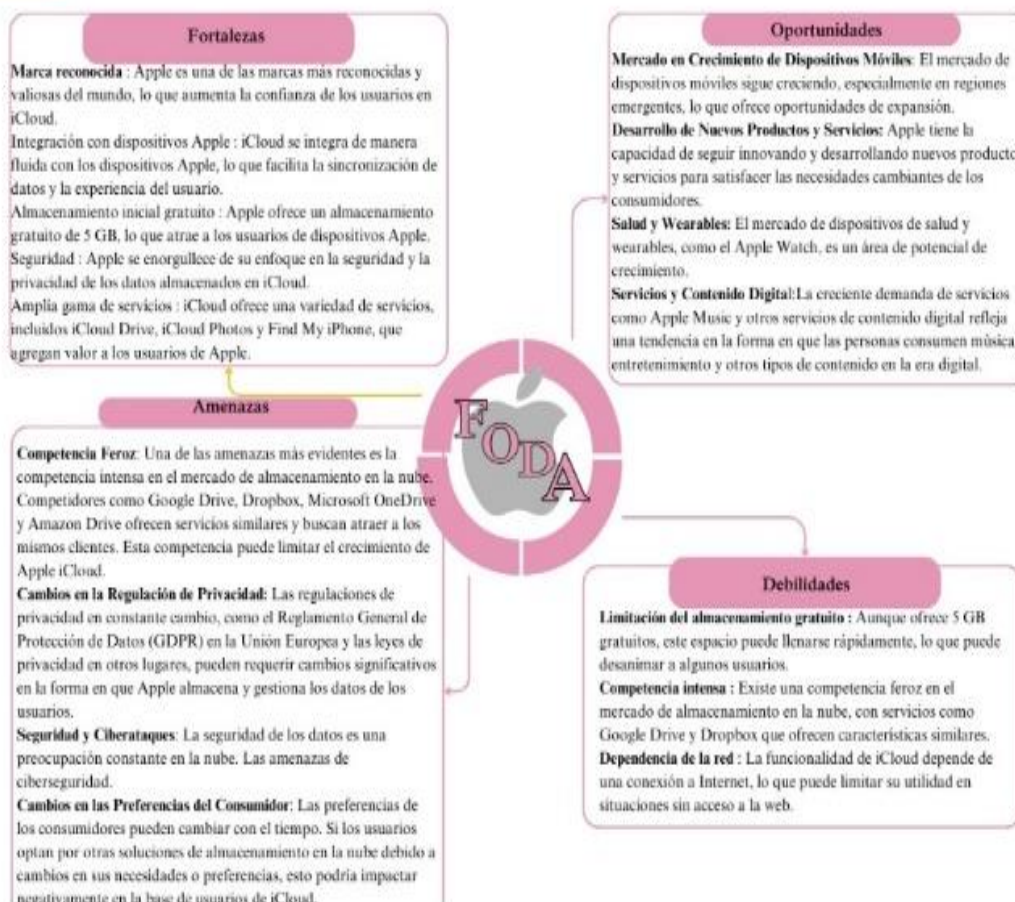 Fortalezas
Marca reconocida : Apple es una de las marcas más reconocidas y
valiosas del mundo, lo que aumenta la confianza de los usuarios en
iCloud.
Integración con dispositivos Apple : iCloud se integra de manera
fluida con los dispositivos Apple, lo que facilita la sincronización de
datos y la experiencia del usuario.
Almacenamiento inicial gratuito : Apple ofrece un almacenamiento
gratuito de 5 GB, lo que atrae a los usuarios de dispositivos Apple.
Seguridad : Apple se enorgullece de su enfoque en la seguridad y la
privacidad de los datos almacenados en iCloud.
Amplia gama de servicios : iCloud ofrece una variedad de servicios,
incluidos iCloud Drive, iCloud Photos y Find My iPhone, que
agregan valor a los usuarios de Apple.
Oportunidades
Mercado en Crecimiento de Dispositivos Móviles: El mercado de
dispositivos móviles sigue creciendo, especialmente en regiones
emergentes, lo que ofrece oportunidades de expansión.
Desarrollo de Nuevos Productos y Servicios: Apple tiene la
capacidad de seguir innovando y desarrollando nuevos producto
y servicios para satisfacer las necesidades cambiantes de los
consumidores.
Salud y Wearables: El mercado de dispositivos de salud y
wearables, como el Apple Watch, es un área de potencial de
crecimiento.
Servicios y Contenido Digital:La creciente demanda de servicios
como Apple Music y otros servicios de contenido digital refleja
una tendencia en la forma en que las personas consumen música
entretenimiento y otros tipos de contenido en la era digital.
FODA
Amenazas
Competencia Feroz: Una de las amenazas más evidentes es la
competencia intensa en el mercado de almacenamiento en la nube.
Competidores como Google Drive, Dropbox, Microsoft OneDrive
y Amazon Drive ofrecen servicios similares y buscan atraer a los
mismos clientes. Esta competencia puede limitar el crecimiento de
Apple iCloud.
Cambios en la Regulación de Privacidad: Las regulaciones de
privacidad en constante cambio, como el Reglamento General de
Protección de Datos (GDPR) en la Unión Europea y las leyes de
privacidad en otros lugares, pueden requerir cambios significativos
en la forma en que Apple almacena y gestiona los datos de los
usuarios.
Seguridad y Ciberataques: La seguridad de los datos es una
preocupación constante en la nube. Las amenazas de
ciberseguridad.
Cambios en las Preferencias del Consumidor: Las preferencias de
los consumidores pueden cambiar con el tiempo. Si los usuarios
optan por otras soluciones de almacenamiento en la nube debido a
cambios en sus necesidades o preferencias, esto podría impactar
negativamente en la base de usuarios de iCloud.
Debilidades
Limitación del almacenamiento gratuito : Aunque ofrece 5 GB
gratuitos, este espacio puede llenarse rápidamente, lo que puede
desanimar a algunos usuarios.
Competencia intensa : Existe una competencia feroz en el
mercado de almacenamiento en la nube, con servicios como
Google Drive y Dropbox que ofrecen características similares.
Dependencia de la red : La funcionalidad de iCloud depende de
una conexión a Internet, lo que puede limitar su utilidad en
situaciones sin acceso a la web.